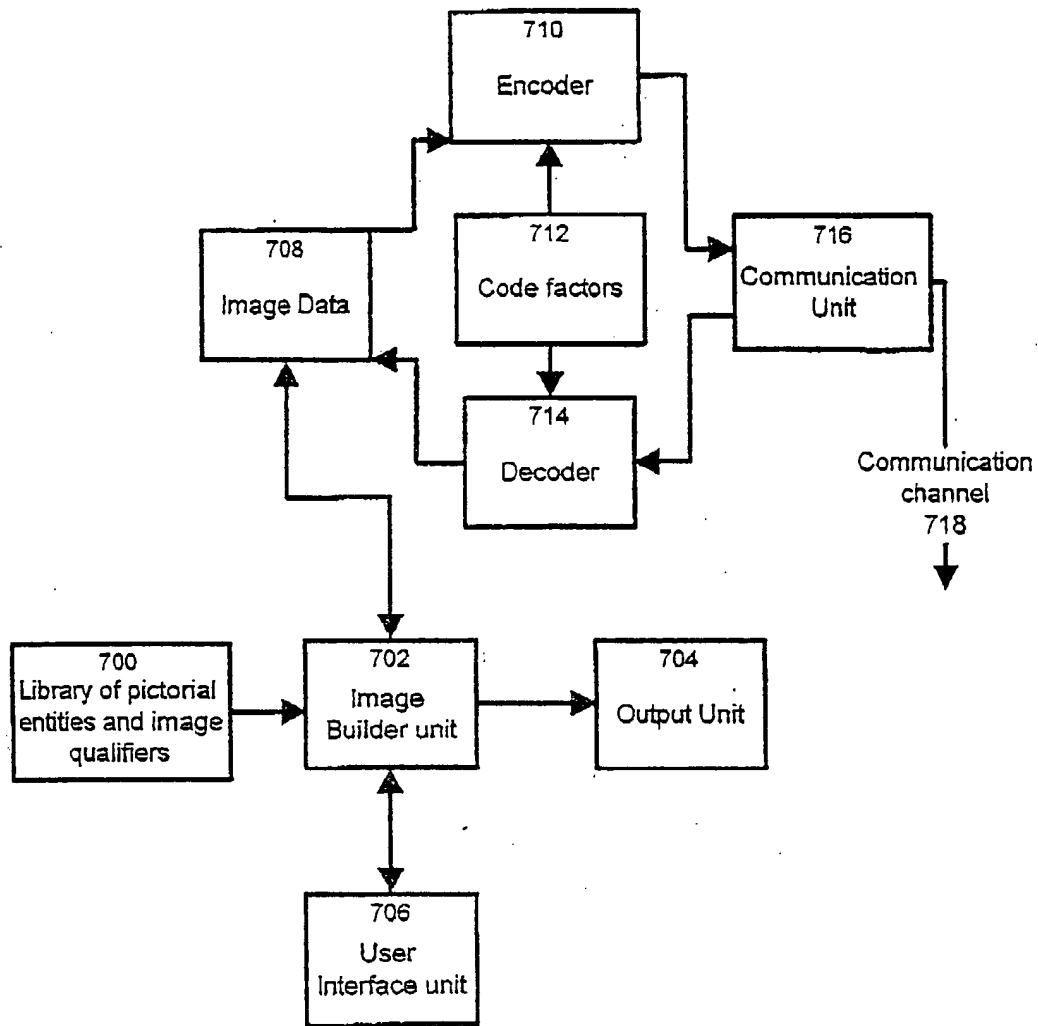 710
Encoder
712
Code factors
708
Image Data
716
Communication
Unit
714
Decoder
Communication
channel
718
700
Library of pictorial
entities and image
qualifiers
702
Image
Builder unit
704
Output Unit
706
User
Interface unit